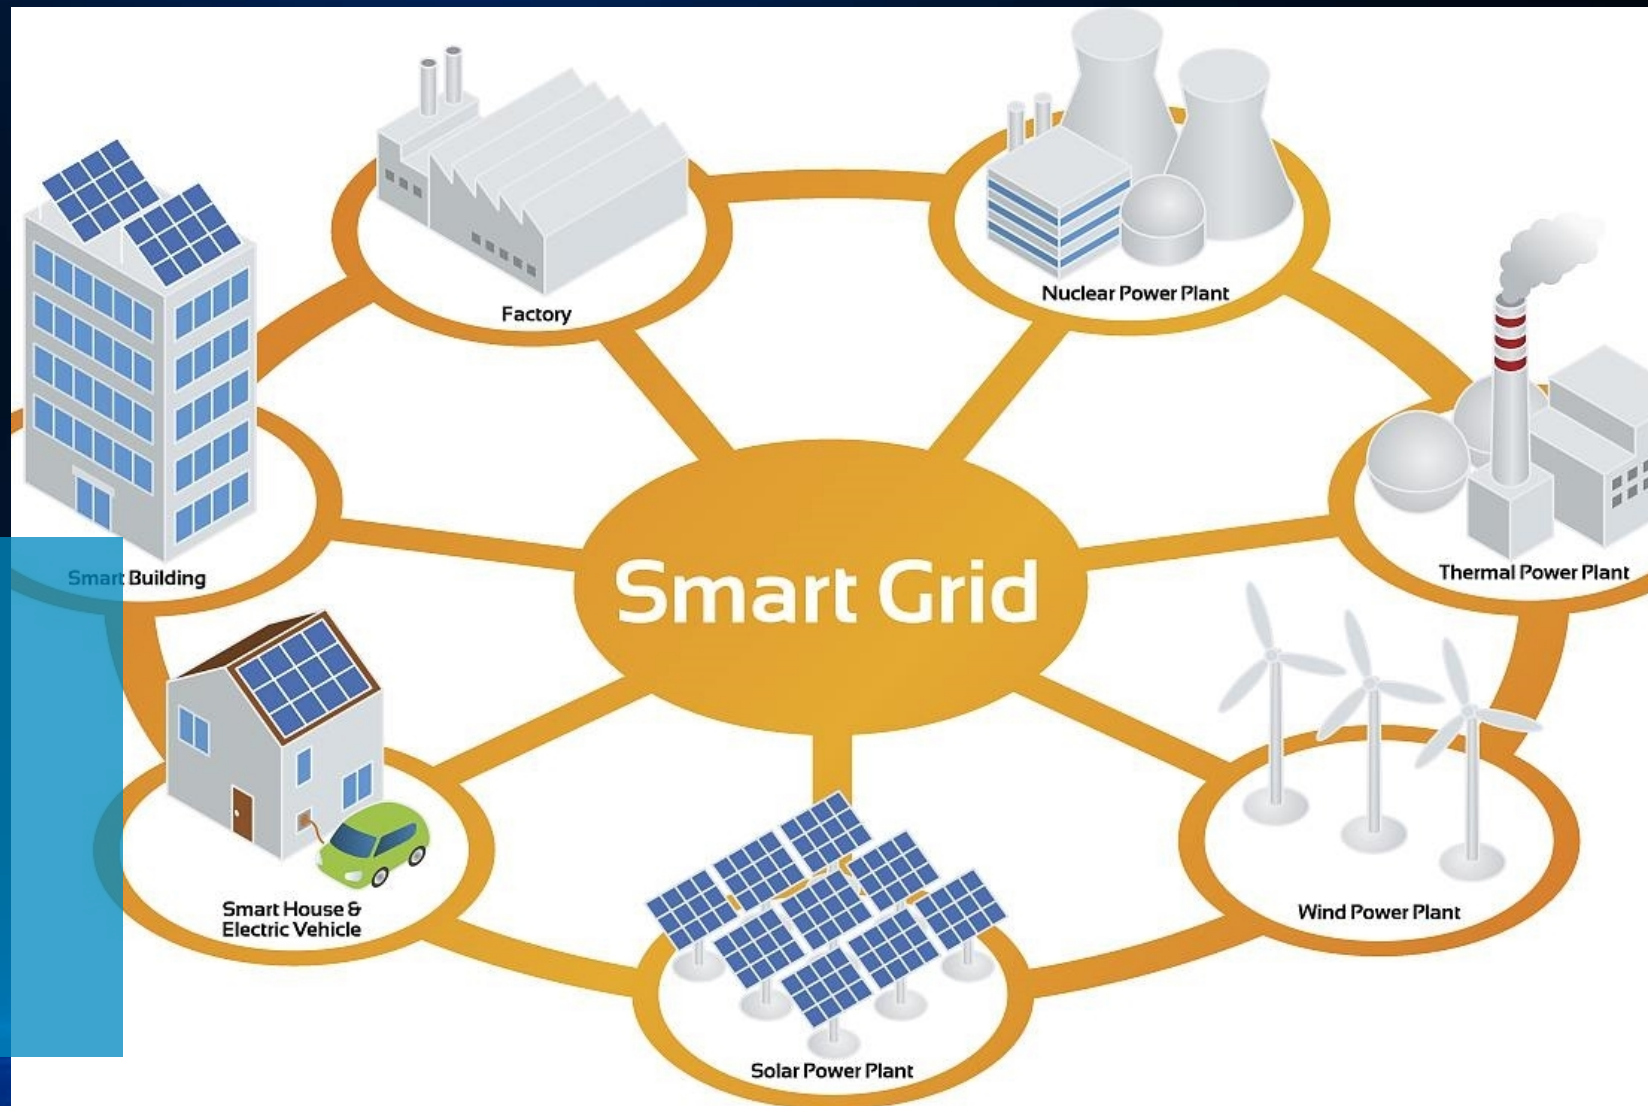 Factory
Nuclear Power Plant
Smart Building
Smart Grid
Thermal Power Plant
Smart House &
Electric Vehicle
Wind Power Plant
Solar Power Plant